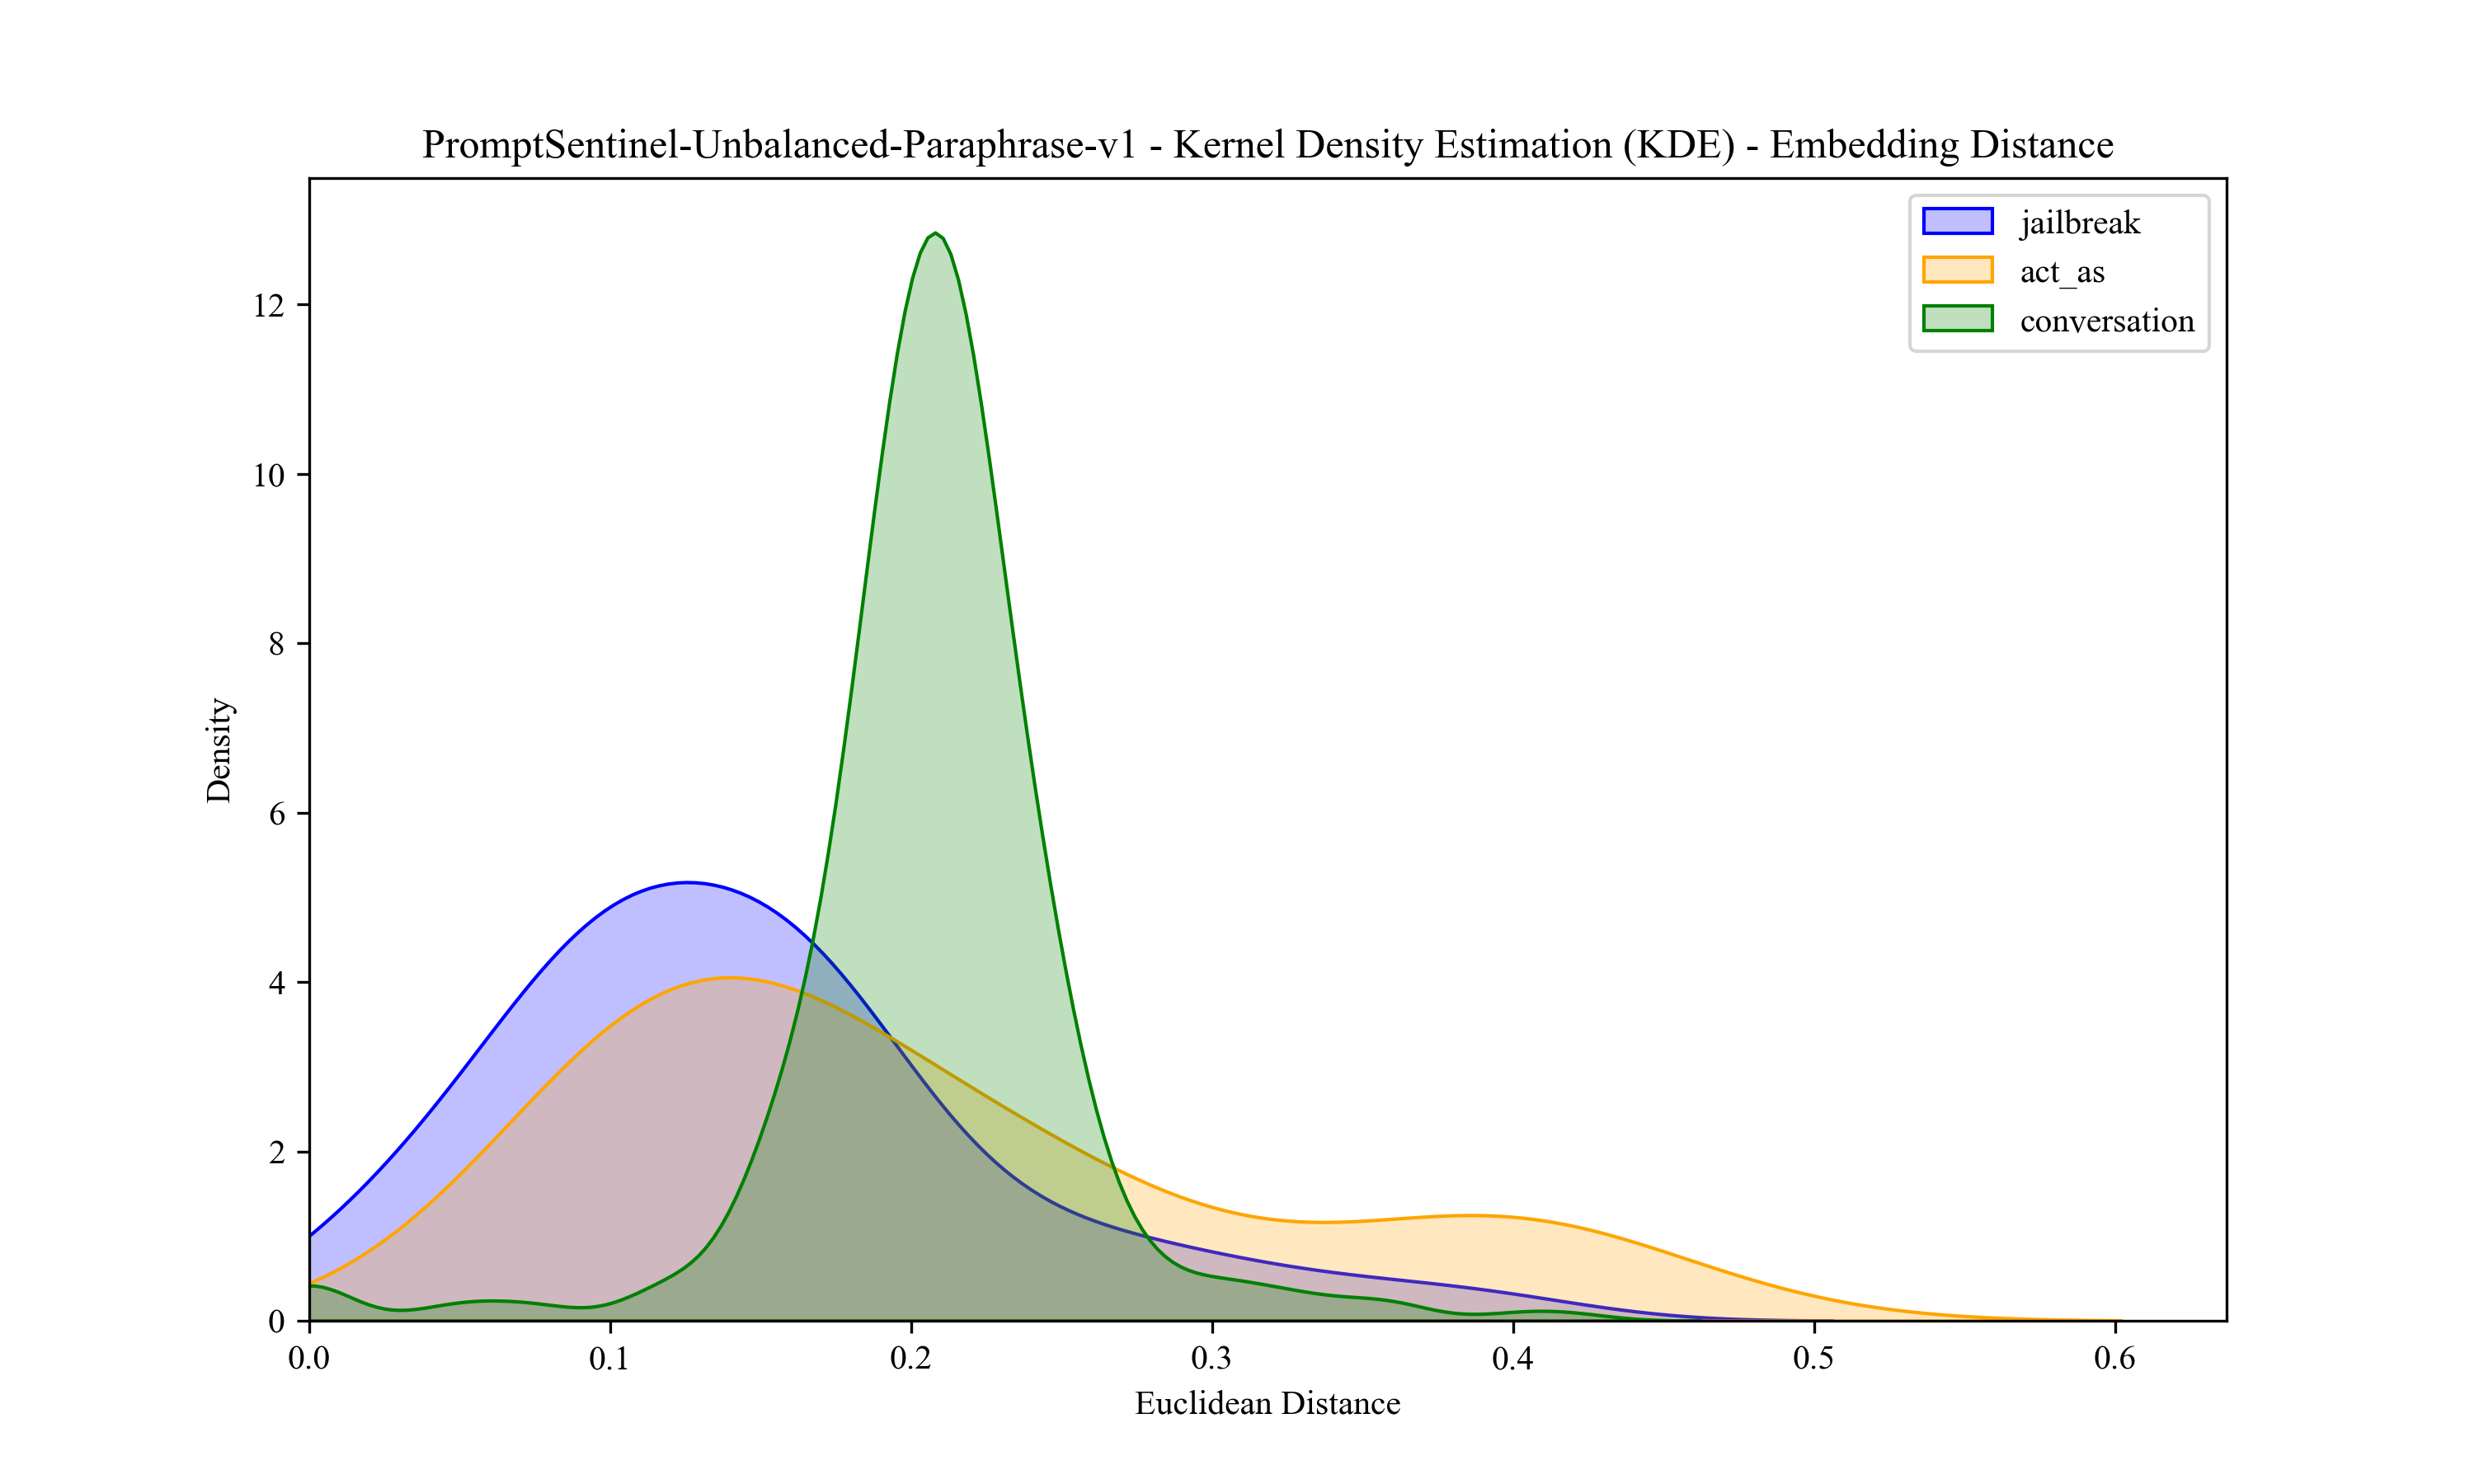 PromptSentinel-Unbalanced-Paraphrase-v1 - Kernel Density Estimation (KDE) - Embedding Distance
jailbreak
act_as
conversation
Density
12
10
8
6
4
2
0
0.0 0.1 0.2 0.3 0.4 0.5 0.6
Euclidean Distance